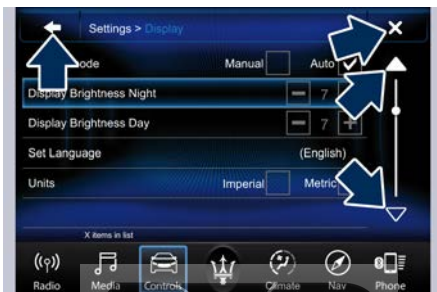 Settings > Display
ode Manual Auto
Display Brightness Night 7
Display Brightness Day 7
Set Language (English)
Units Imperial Metric
X items in list
Radio Media Controls Climate Nav Phone